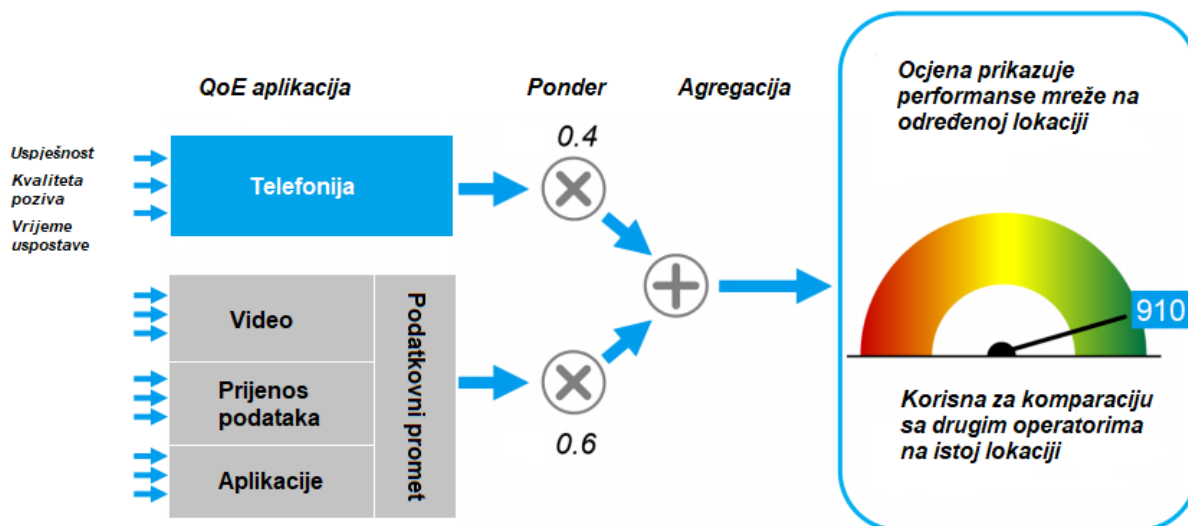 QoE aplikacija
Ponder
Agregacija
Uspješnost
Kvaliteta
poziva
Vrijeme
uspostave
Telefonija
0.4
Video
Prijenos
podataka
Aplikacije
Podatkovni promet
0.6
Ocjena prikazuje
performanse mreže na
određenoj lokaciji
910
Korisna za komparaciju
sa drugim operatorima
na istoj lokaciji